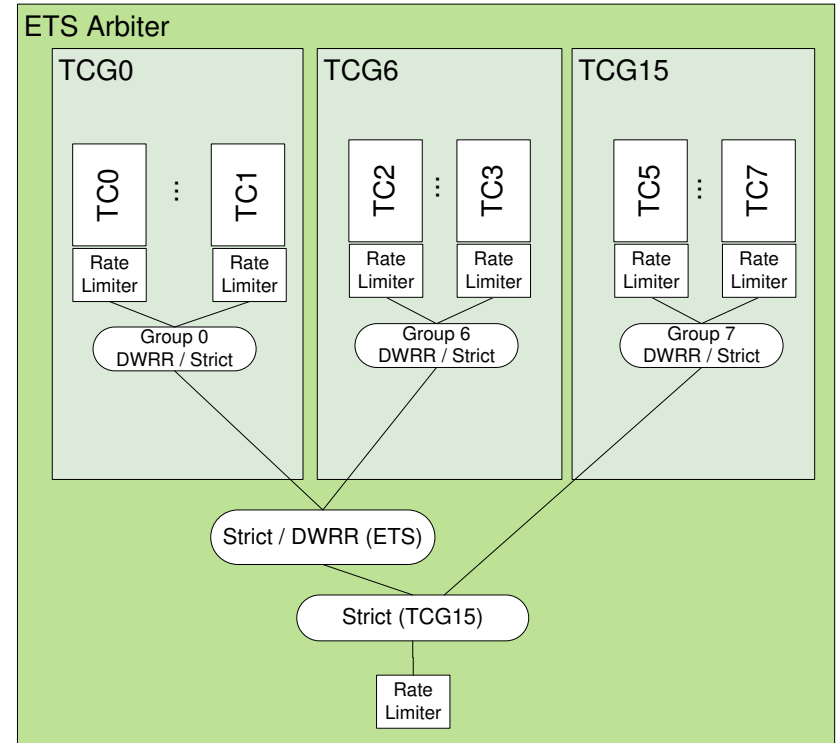 ETS Arbiter
TCG0
TCG6
TCG15
TC0
...
TC1
TC2
...
TC3
TC5
...
TC7
Rate
Limiter
Rate
Limiter
Rate
Limiter
Rate
Limiter
Rate
Limiter
Rate
Limiter
Group 0
DWRR / Strict
Group 6
DWRR / Strict
Group 7
DWRR / Strict
Strict / DWRR (ETS)
Strict (TCG15)
Rate
Limiter